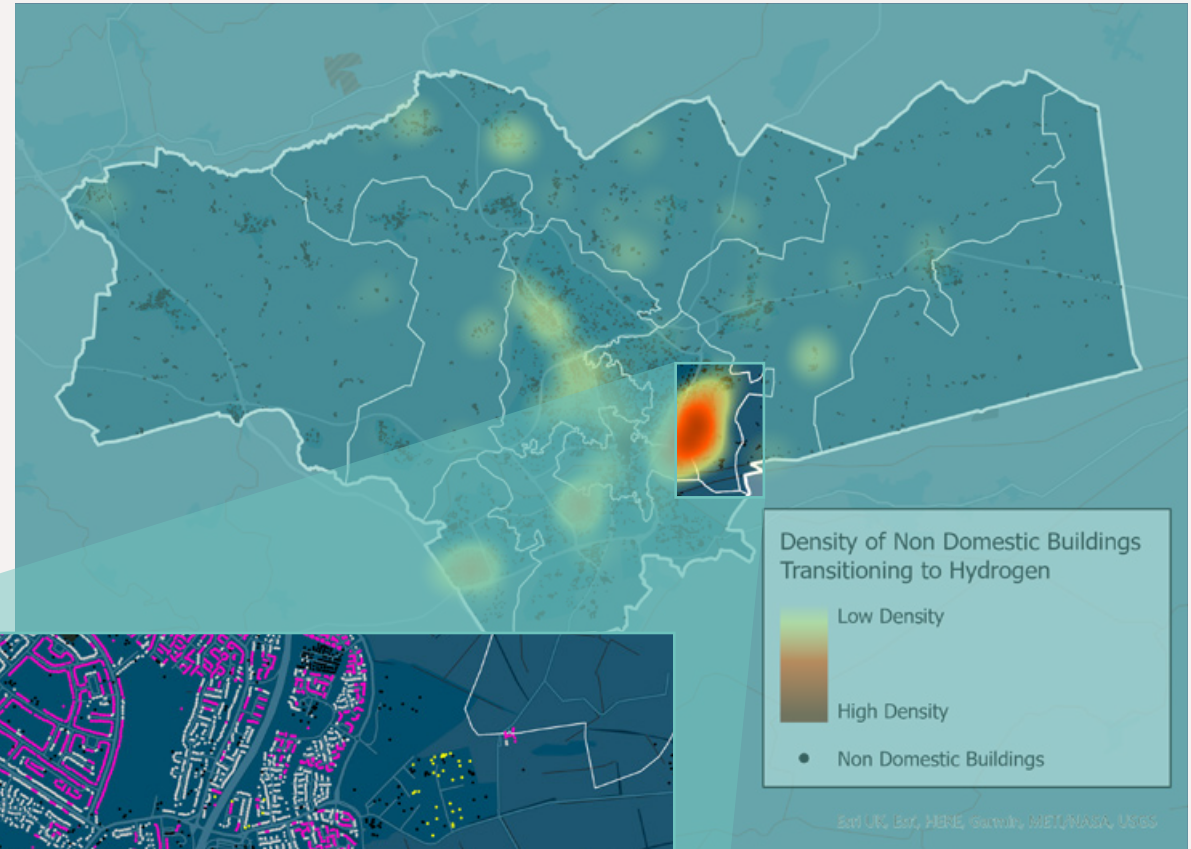 Density of Non Domestic Buildings
Transitioning to Hydrogen
Low Density
High Density
Non Domestic Buildings
Esri UK, Esri, HERE, Garmin, METI/NASA, USGS